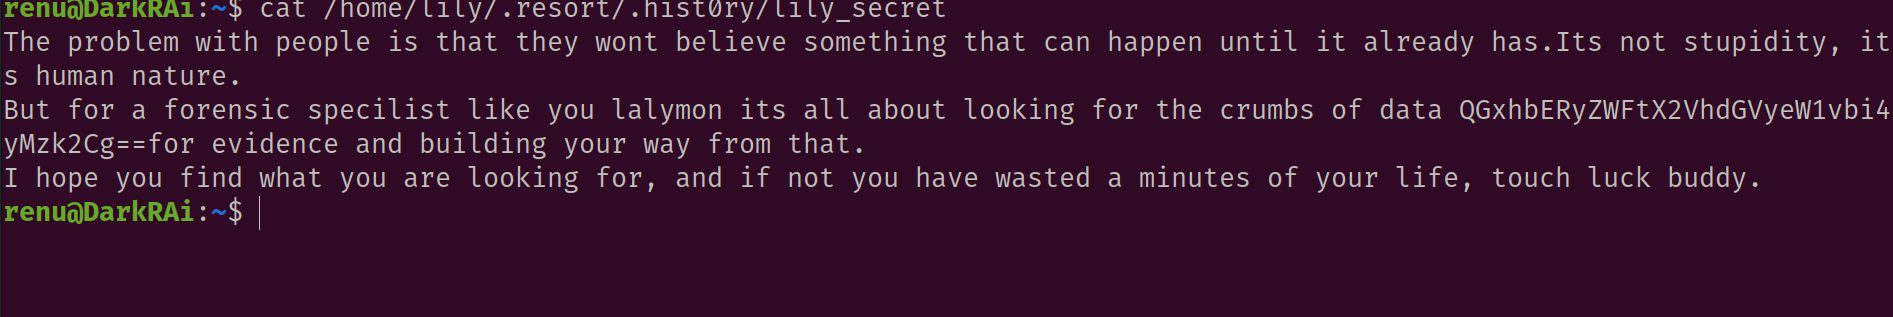 renu@DarkRAi:~$ cat /home/lily/.resort/.hist0ry/lily_secret
The problem with people is that they wont believe something that can happen until it already has.Its not stupidity, it
s human nature.
But for a forensic specilist like you lalymon its all about looking for the crumbs of data QGxhbERyZWFtX2VhdGVyeW1vbi4
yMzk2Cg==for evidence and building your way from that.
I hope you find what you are looking for, and if not you have wasted a minutes of your life, touch luck buddy.
renu@DarkRAi:~$